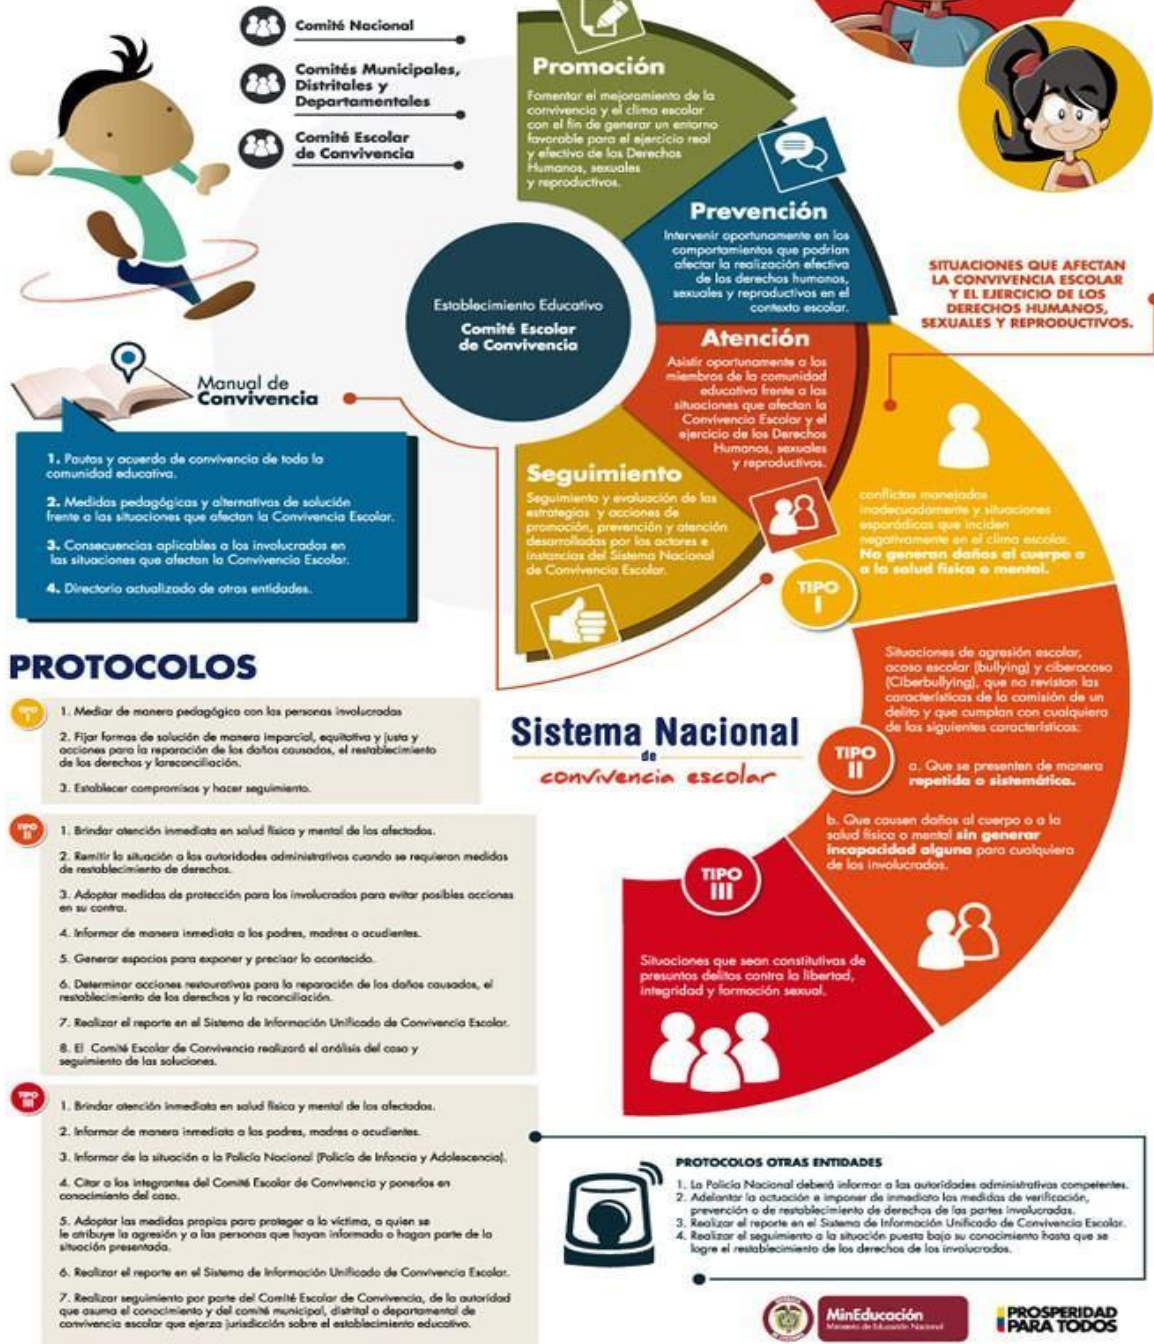 Comité Nacional
Comités Municipales,
Distritales y
Departamentales
Comité Escolar
de Convivencia
Promoción
Fomentar el mejoramiento de la
convivencia y el clima escolar
con el fin de generar un entorno
favorable para el ejercicio real
y efectivo de los Derechos
Humanos, sexuales
y reproductivos.
Prevención
Intervenir oportunamente en los
comportamientos que podrían
afectar la realización efectiva
de los derechos humanos,
sexuales y reproductivos en el
contexto escolar.
SITUACIONES QUE AFECTAN
LA CONVIVENCIA ESCOLAR
Y EL EJERCICIO DE LOS
DERECHOS HUMANOS,
SEXUALES Y REPRODUCTIVOS.
Establecimiento Educativo
Comité Escolar
de Convivencia
Atención
Asistir oportunamente a los
miembros de la comunidad
educativa frente a las
situaciones que afectan la
Convivencia Escolar y el
ejercicio de los Derechos
Humanos, sexuales
y reproductivos.
Seguimiento
Seguimiento y evaluación de las
estrategias y acciones de
promoción, prevención y atención
desarrolladas por los actores e
instancias del Sistema Nacional
de Convivencia Escolar.
Manual de
Convivencia
1. Pautas y acuerdo de convivencia de toda la
comunidad educativa.
2. Medidas pedagógicas y alternativas de solución
frente a las situaciones que afectan la Convivencia Escolar.
3. Consecuencias aplicables a los involucrados en
las situaciones que afectan la Convivencia Escolar.
4. Directorio actualizado de otras entidades.
conflictos manejados
inadecuadamente y situaciones
esporádicas que inciden
negativamente en el clima escolar.
No generan daños al cuerpo o
a la salud física o mental.
TIPO
I
Situaciones de agresión escolar,
acoso escolar (bullying) y ciberacoso
(Ciberbullying), que no revistan las
características de la comisión de un
delito y que cumplan con cualquiera
de las siguientes características:
a. Que se presenten de manera
repetida o sistemática.
b. Que causen daños al cuerpo o a la
salud física o mental sin generar
incapacidad alguna para cualquiera
de los involucrados.
TIPO
II
TIPO
III
Situaciones que sean constitutivas de
presuntos delitos contra la libertad,
integridad y formación sexual.
Sistema Nacional
de
convivencia escolar
PROTOCOLOS
TIPO
I
1. Mediar de manera pedagógica con las personas involucradas
2. Fijar formas de solución de manera imparcial, equitativa y justa y
acciones para la reparación de los daños causados, el restablecimiento
de los derechos y lareconciliación.
3. Establecer compromisos y hacer seguimiento.
TIPO
II
1. Brindar atención inmediata en salud física y mental de los afectados.
2. Remitir la situación a las autoridades administrativas cuando se requieran medidas
de restablecimiento de derechos.
3. Adoptar medidas de protección para los involucrados para evitar posibles acciones
en su contra.
4. Informar de manera inmediata a los padres, madres o acudientes.
5. Generar espacios para exponer y precisar lo acontecido.
6. Determinar acciones restaurativas para la reparación de los daños causados, el
restablecimiento de los derechos y la reconciliación.
7. Realizar el reporte en el Sistema de Información Unificado de Convivencia Escolar.
8. El Comité Escolar de Convivencia realizará el análisis del caso y
seguimiento de las soluciones.
TIPO
III
1. Brindar atención inmediata en salud física y mental de los afectados.
2. Informar de manera inmediata a los padres, madres o acudientes.
3. Informar de la situación a la Policía Nacional (Policía de Infancia y Adolescencia).
4. Citar a los integrantes del Comité Escolar de Convivencia y ponerlos en
conocimiento del caso.
5. Adoptar las medidas propias para proteger a la víctima, a quien se
le atribuye la agresión y a las personas que hayan informado o hagan parte de la
situación presentada.
6. Realizar el reporte en el Sistema de Información Unificado de Convivencia Escolar.
7. Realizar seguimiento por parte del Comité Escolar de Convivencia, de la autoridad
que asuma el conocimiento y del comité municipal, distrital o departamental de
convivencia escolar que ejerza jurisdicción sobre el establecimiento educativo.
PROTOCOLOS OTRAS ENTIDADES
1. La Policía Nacional deberá informar a las autoridades administrativas competentes.
2. Adelantar la actuación e imponer de inmediato las medidas de verificación,
prevención o de restablecimiento de derechos de las partes involucradas.
3. Realizar el reporte en el Sistema de Información Unificado de Convivencia Escolar.
4. Realizar el seguimiento a la situación puesta bajo su conocimiento hasta que se
logre el restablecimiento de los derechos de los involucrados.
MinEducación
Ministerio de Educación Nacional
PROSPERIDAD
PARA TODOS